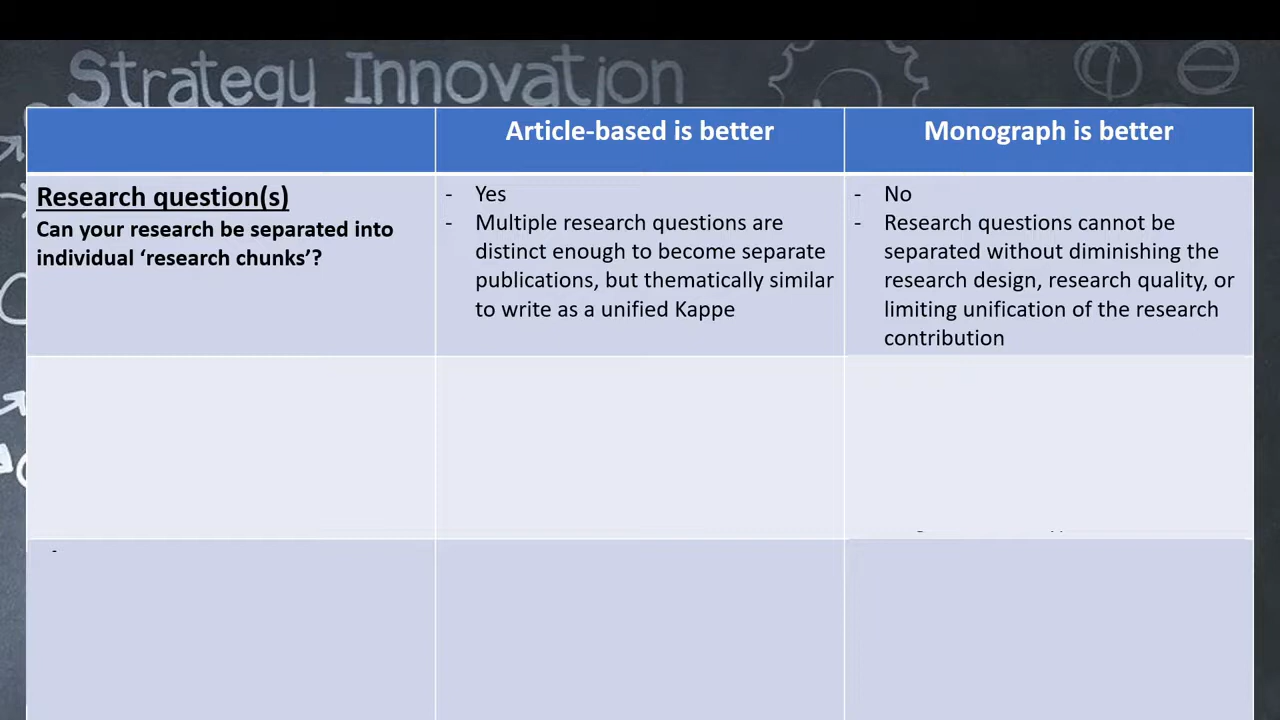 Strategy Innovation
Article-based is better
Monograph is better
Research question(s)
Can your research be separated into
individual ‘research chunks’?
- Yes
- Multiple research questions are
distinct enough to become separate
publications, but thematically similar
to write as a unified Kappe
- No
- Research questions cannot be
separated without diminishing the
research design, research quality, or
limiting unification of the research
contribution